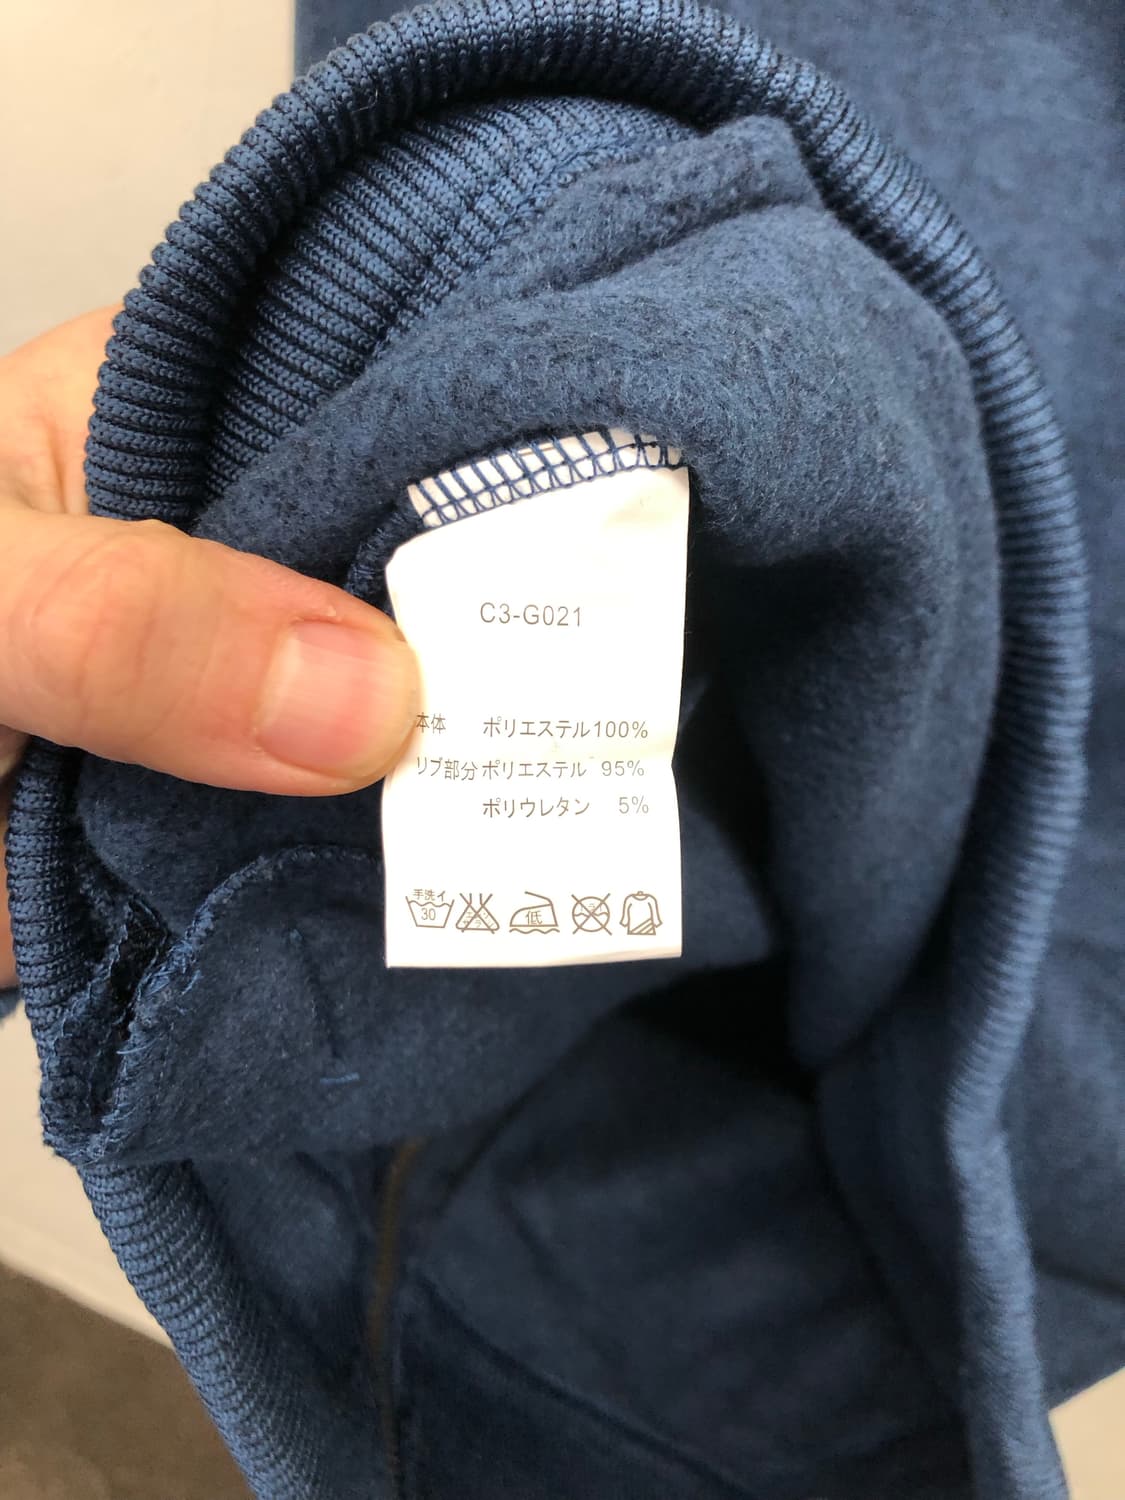 C3-G021
本体 ポリエステル100%
リブ部分 ポリエステル 95%
ポリウレタン 5%
手洗イ 30 低